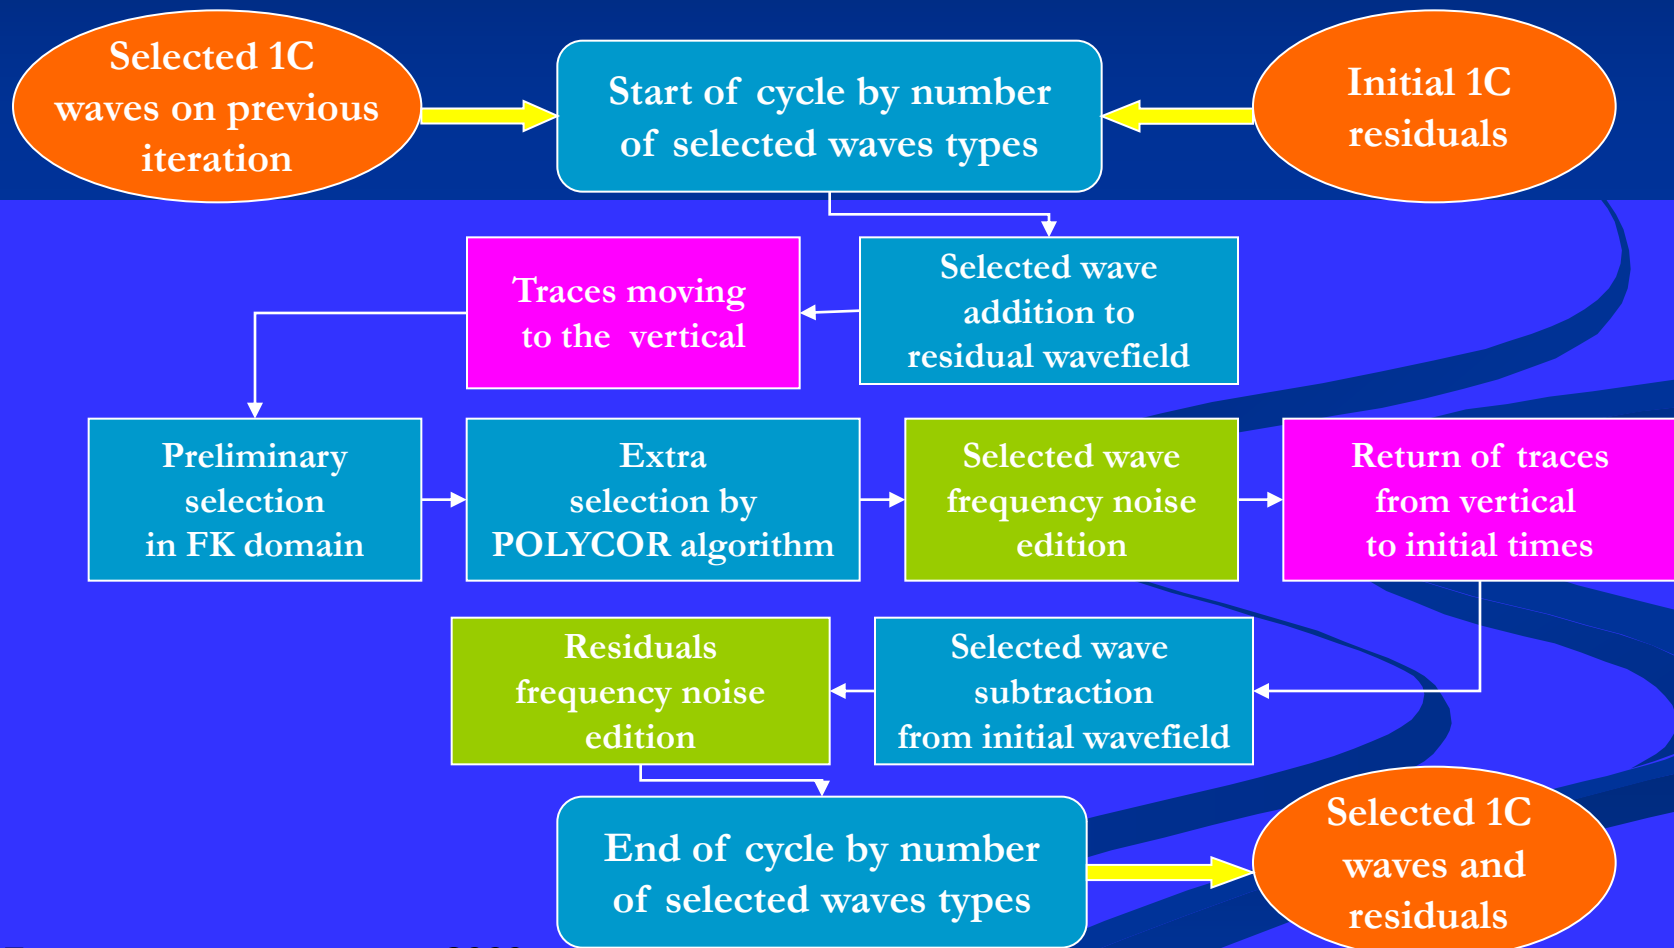 Selected 1C
waves on previous
iteration
Start of cycle by number
of selected waves types
Initial 1C
residuals
Traces moving
to the vertical
Selected wave
addition to
residual wavefield
Preliminary
selection
in FK domain
Extra
selection by
POLYCOR algorithm
Selected wave
frequency noise
edition
Return of traces
from vertical
to initial times
Residuals
frequency noise
edition
Selected wave
subtraction
from initial wavefield
End of cycle by number
of selected waves types
Selected 1C
waves and
residuals